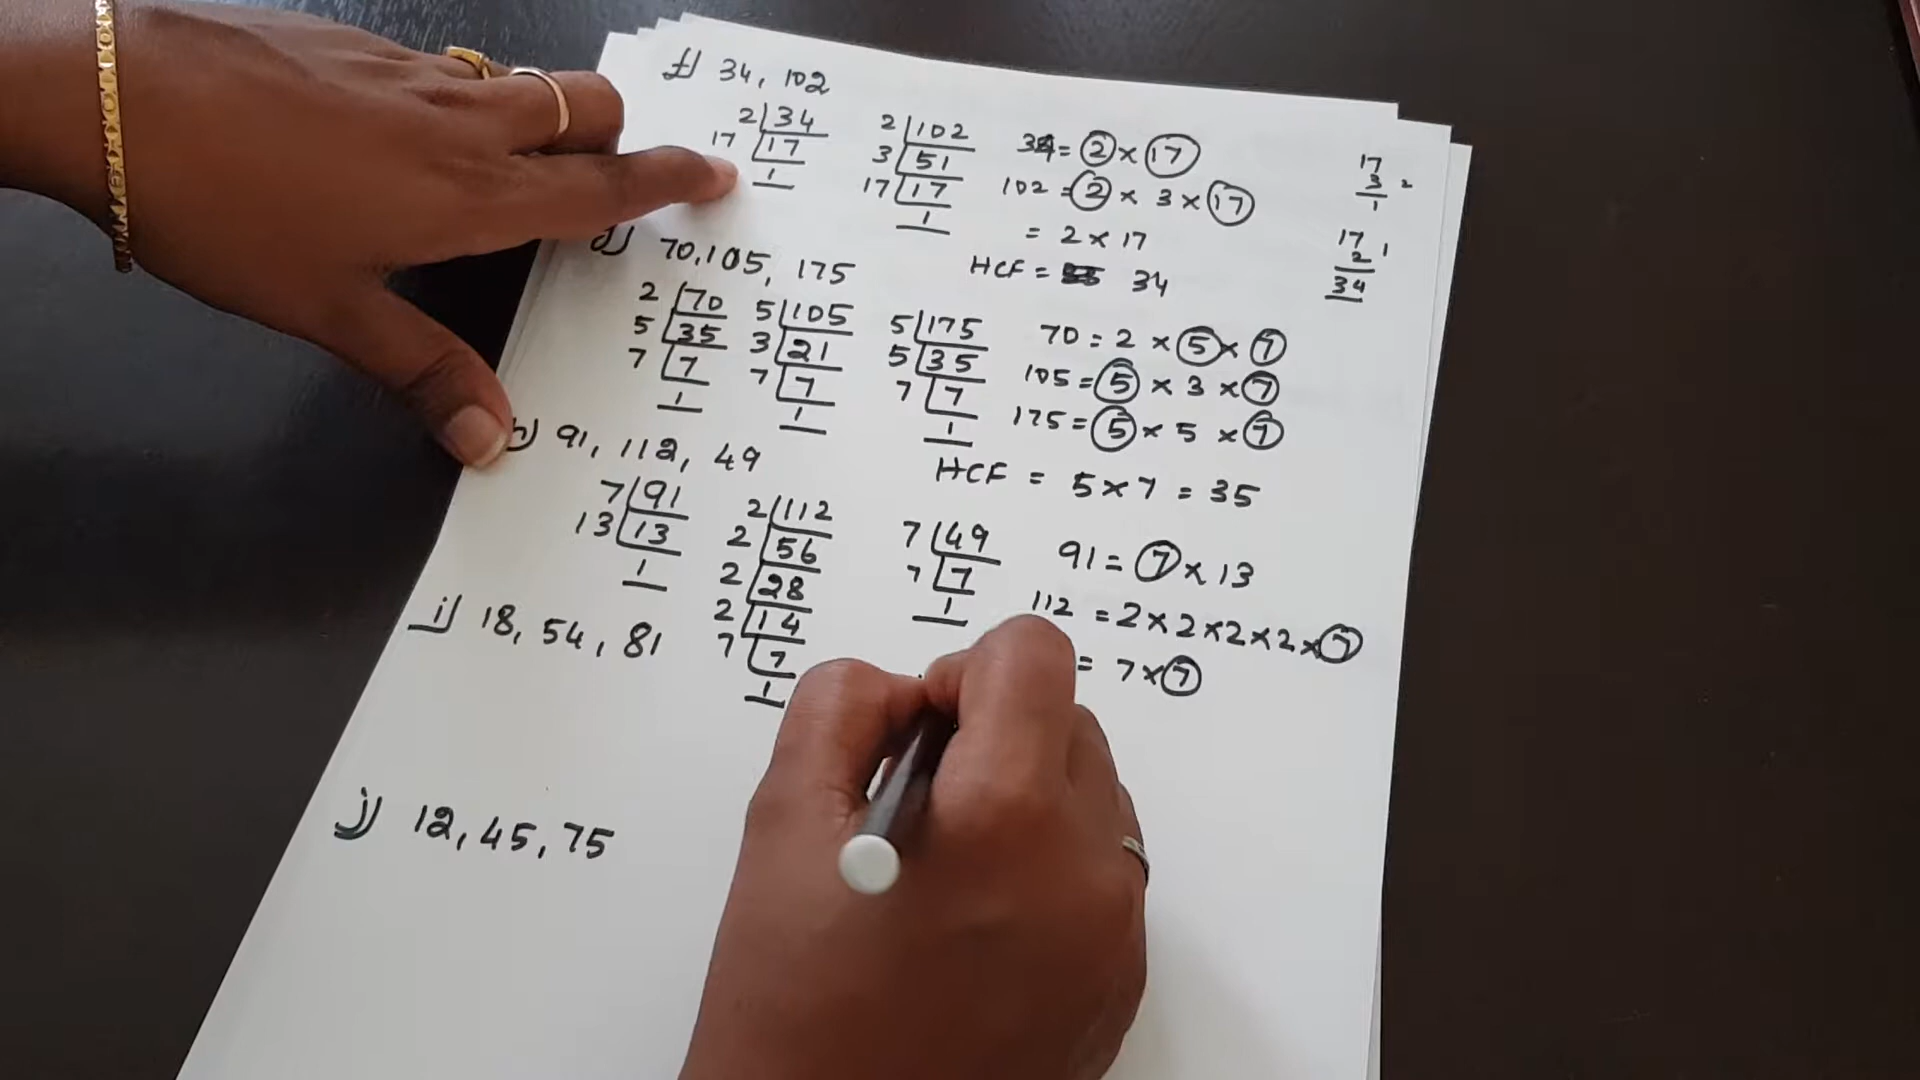 f) 34, 102
2 34
17 17
1
2 102
3 51
17 17
1
34 = 2 × 17
102 = 2 × 3 × 17
= 2 × 17
HCF = 34
17
3 2
1
17 1
2
34
70, 105, 175
2 70
5 35
7 7
1
5 105
3 21
7 7
1
5 175
5 35
7 7
1
70 = 2 × 5 × 7
105 = 5 × 3 × 7
175 = 5 × 5 × 7
HCF = 5 × 7 = 35
h) 91, 112, 49
7 91
13 13
1
2 112
2 56
2 28
2 14
7 7
1
7 49
7 7
1
91 = 7 × 13
112 = 2 × 2 × 2 × 2 × 7
= 7 × 7
i) 18, 54, 81
j) 12, 45, 75